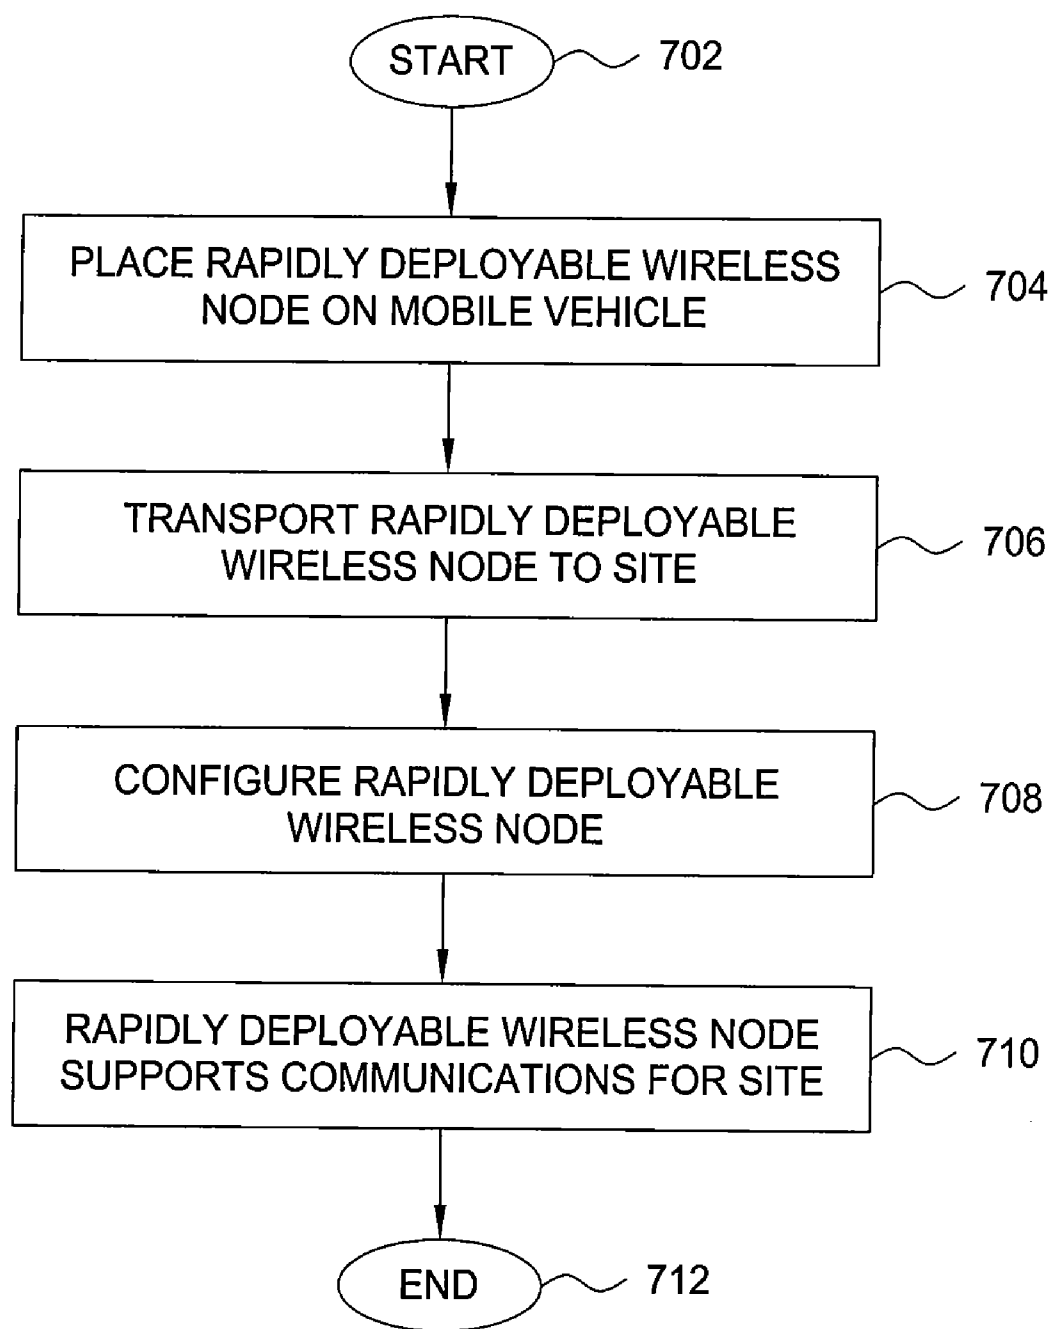 START
702
PLACE RAPIDLY DEPLOYABLE WIRELESS
NODE ON MOBILE VEHICLE
704
TRANSPORT RAPIDLY DEPLOYABLE
WIRELESS NODE TO SITE
706
CONFIGURE RAPIDLY DEPLOYABLE
WIRELESS NODE
708
RAPIDLY DEPLOYABLE WIRELESS NODE
SUPPORTS COMMUNICATIONS FOR SITE
710
END
712